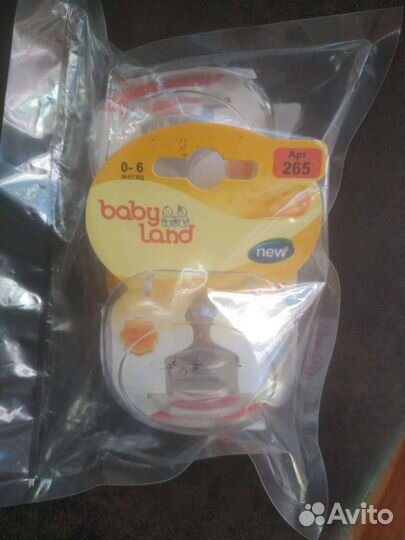 0-6
месяц
Арт
265
baby
land
new
Avito